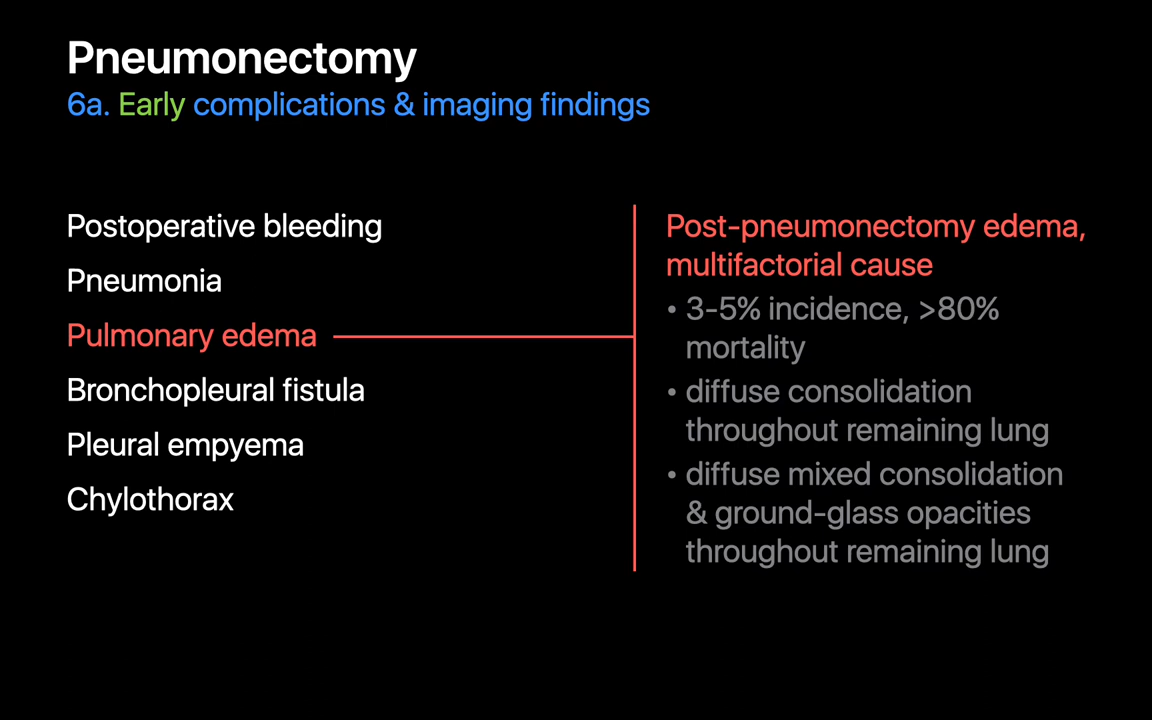 Pneumonectomy
6a. Early complications & imaging findings
Postoperative bleeding
Pneumonia
Pulmonary edema
Bronchopleural fistula
Pleural empyema
Chylothorax
Post-pneumonectomy edema,
multifactorial cause
• 3-5% incidence, >80%
mortality
• diffuse consolidation
throughout remaining lung
• diffuse mixed consolidation
& ground-glass opacities
throughout remaining lung